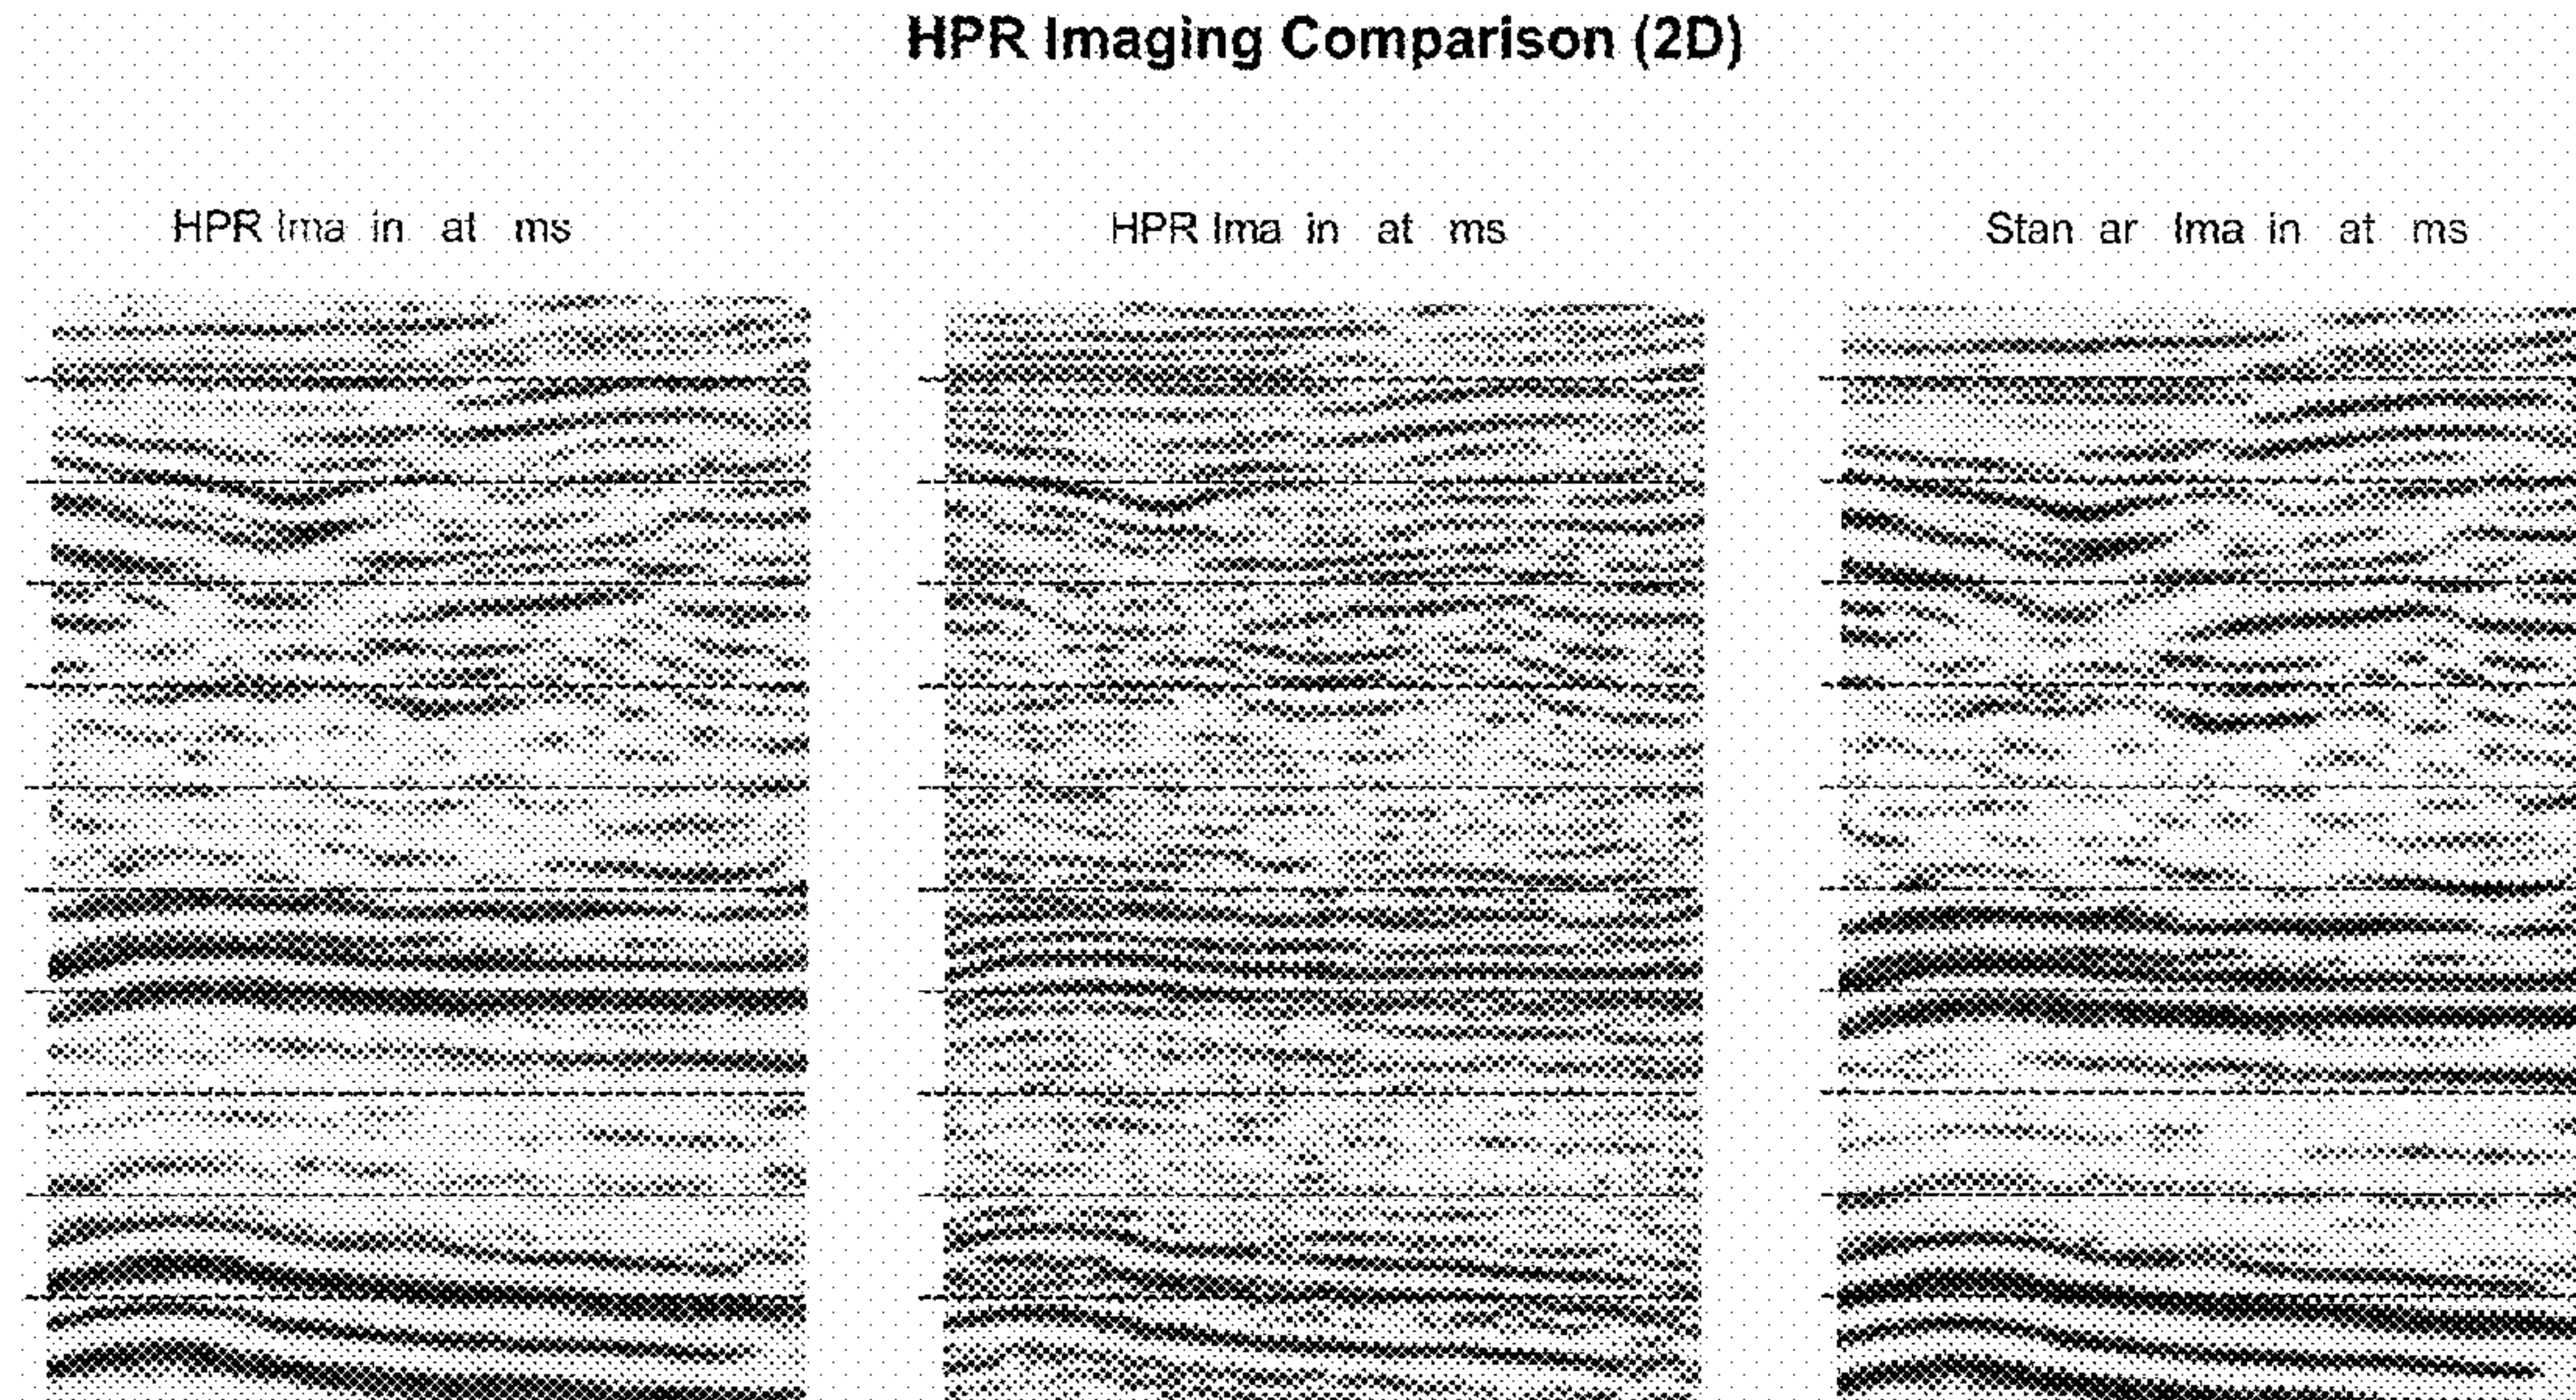 HPR Imaging Comparison (2D)
HPR Ima in at ms
HPR Ima in at ms
Stan ar Ima in at ms